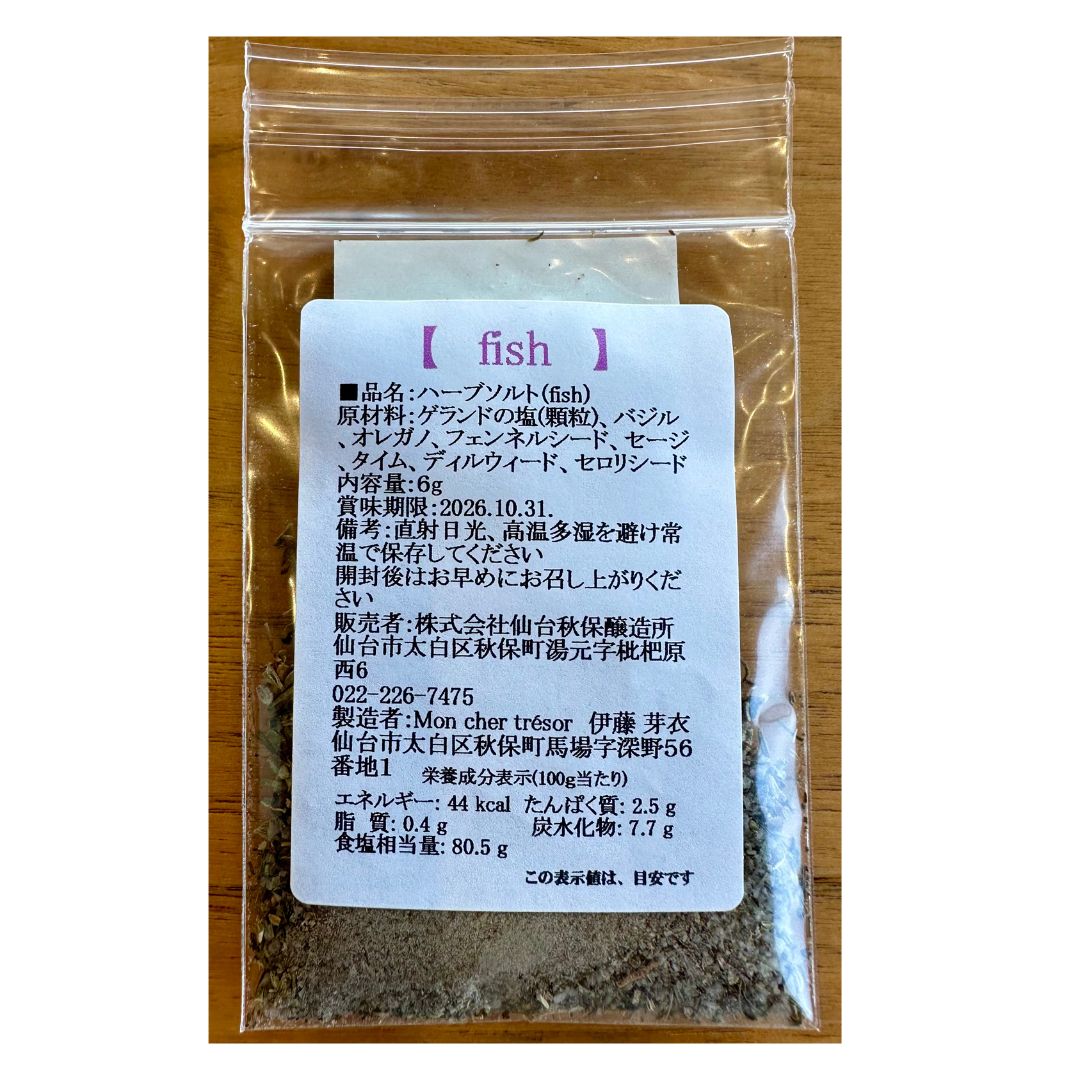 【 fish 】
■品名:ハーブソルト(fish)
原材料:ゲランドの塩(顆粒)、バジル
、オレガノ、フェンネルシード、セージ
、タイム、ディルウィード、セロリシード
内容量:6g
賞味期限:2026.10.31.
備考:直射日光、高温多湿を避け常
温で保存してください
開封後はお早めにお召し上がりくだ
さい
販売者:株式会社仙台秋保醸造所
仙台市太白区秋保町湯元字枇杷原
西6
022-226-7475
製造者:Mon cher trésor 伊藤 芽衣
仙台市太白区秋保町馬場字深野56
番地1 栄養成分表示(100g当たり)
エネルギー: 44 kcal たんぱく質: 2.5 g
脂 質: 0.4 g 炭水化物: 7.7 g
食塩相当量: 80.5 g
この表示値は、目安です